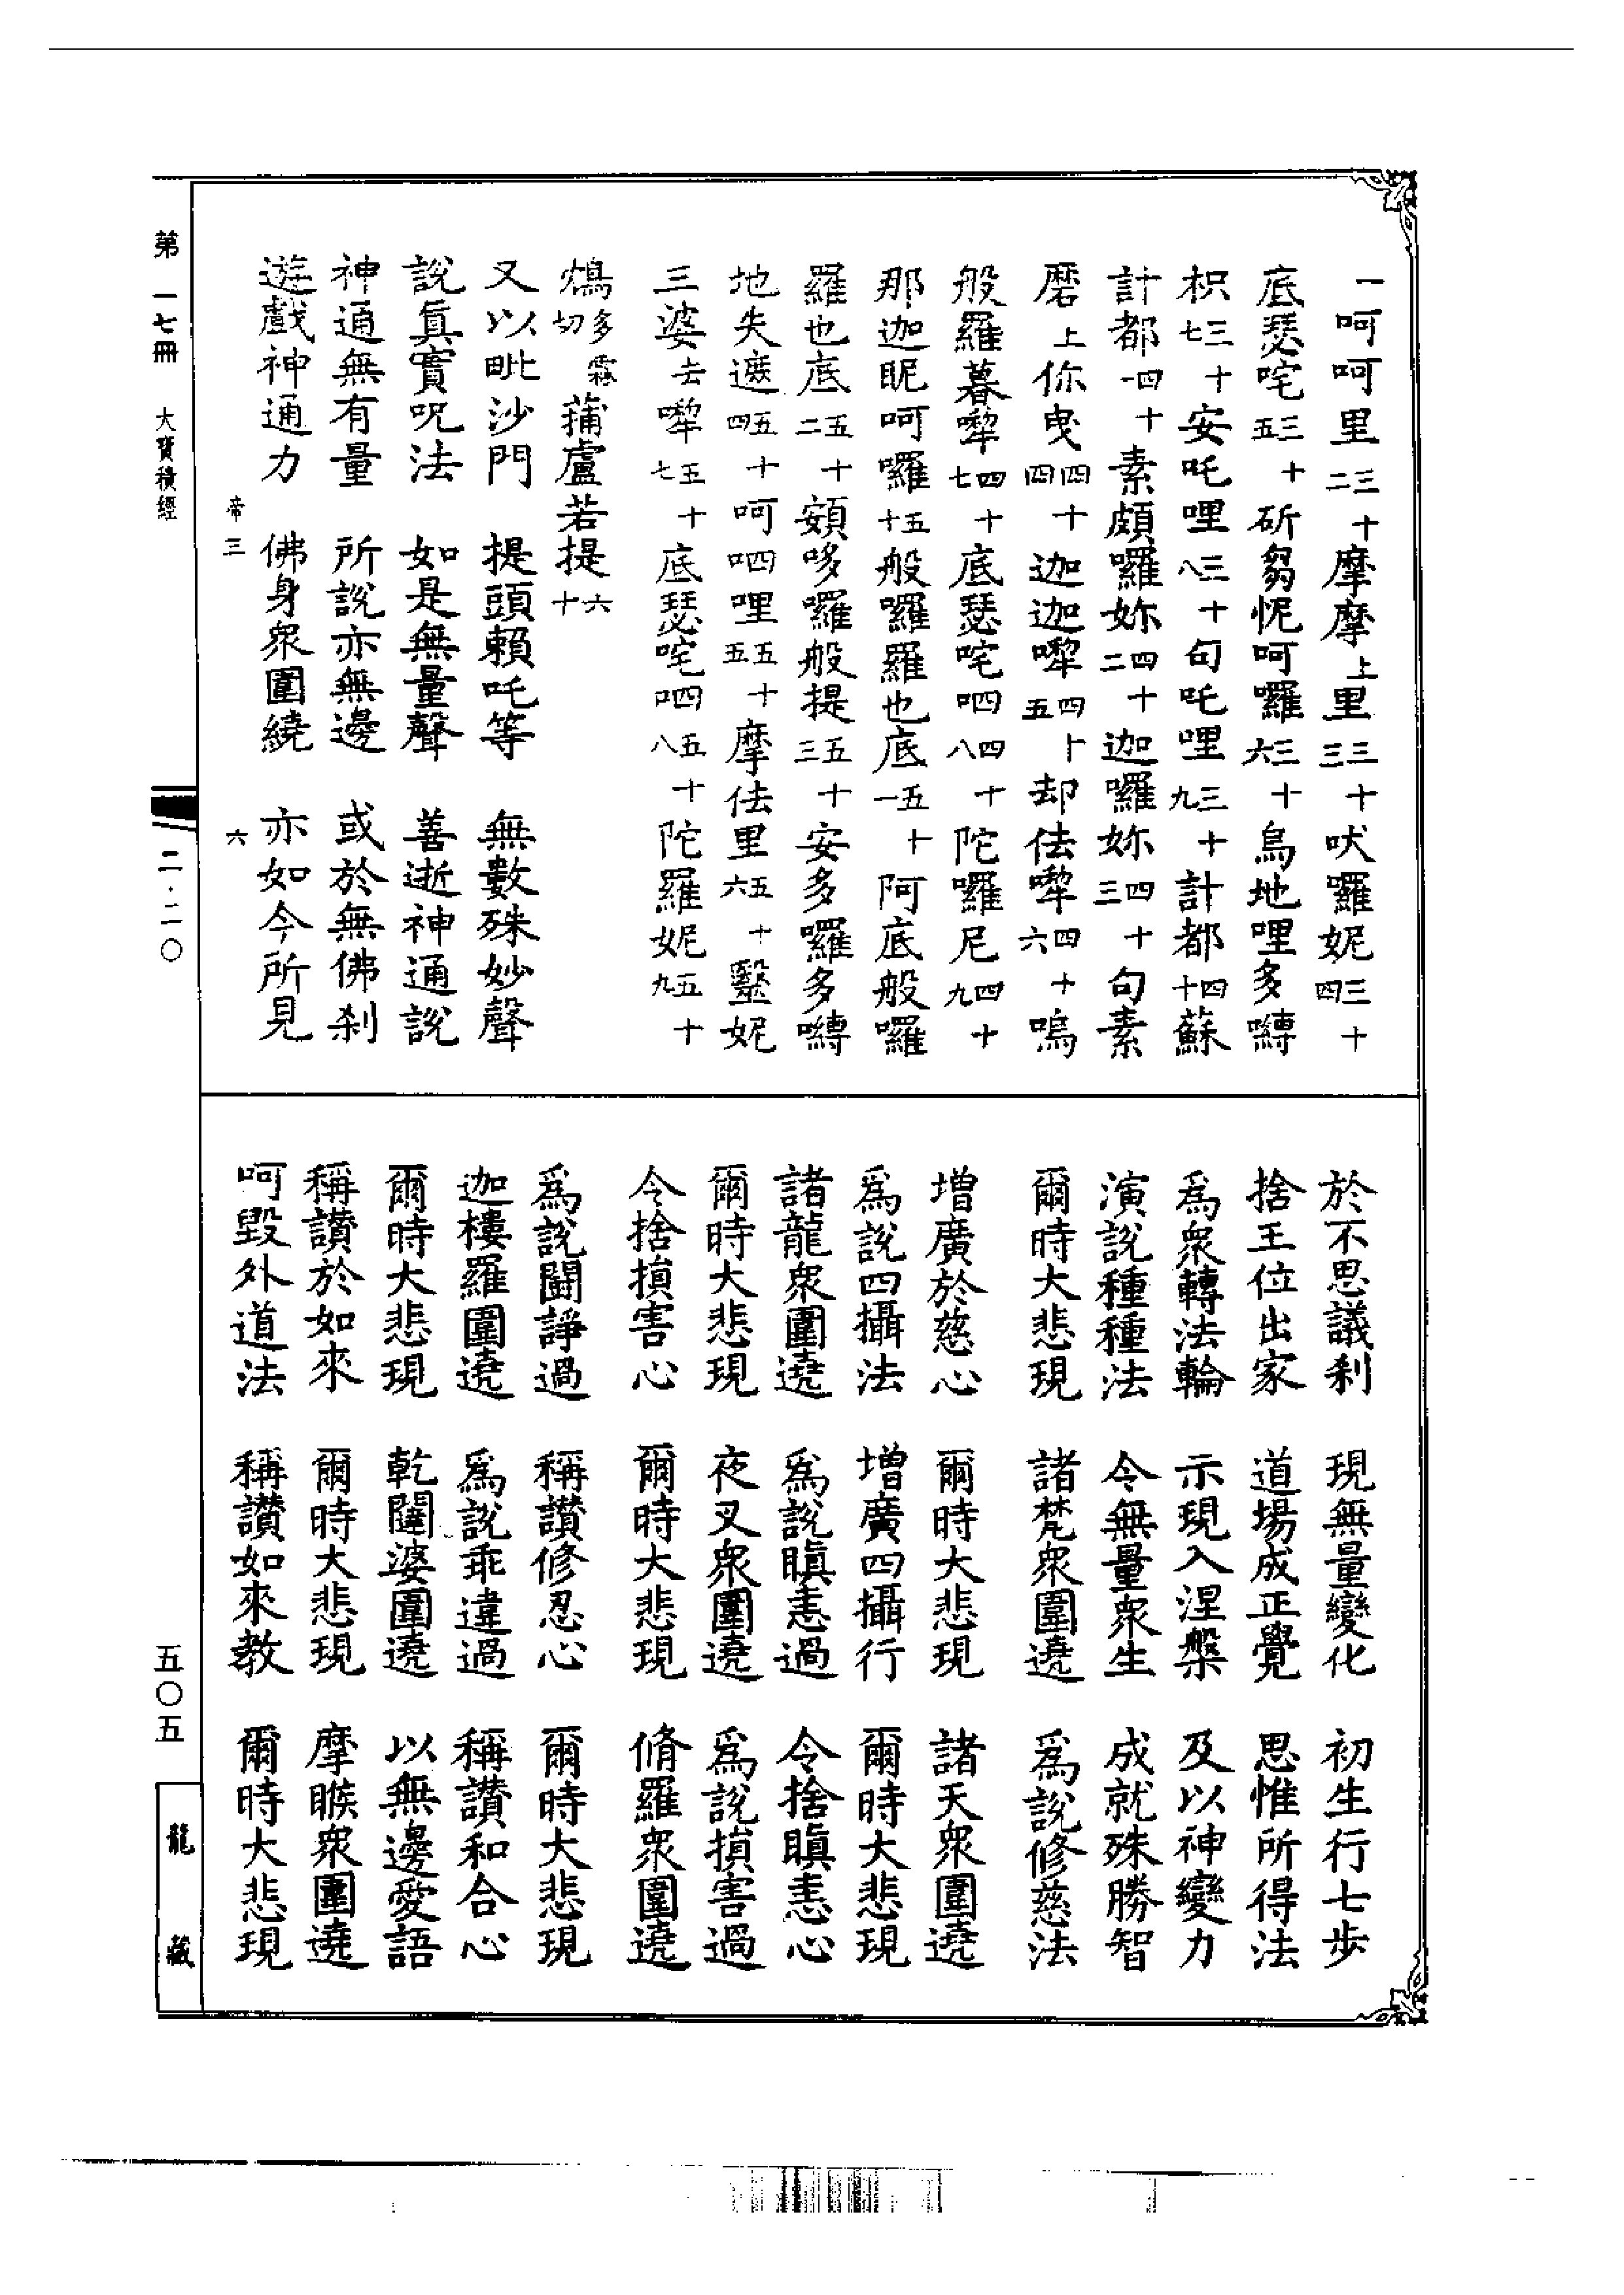 一呵呵里三十二摩摩上里三十三吠囉妮三十四
底瑟咤三十五斫芻怩呵囉三十六烏地哩多嚩
枳三十七安吒哩三十八句吒哩三十九計都四十蘇
計都四十一素頗囉妳四十二迦囉妳四十三句素
磨上你曳四十四迦迦犂四十五却佉犂四十六嗚
般羅暮犂四十七底瑟咤呬四十八陀囉尼四十九
那迦昵呵囉五十般囉羅也底五十一阿底般囉
羅也底五十二頞哆囉般提五十三安多囉多嚩
地失遮五十四呵呬哩五十五摩佉里五十六翳妮
三婆去犂五十七底瑟咤呬五十八陀羅妮五十九
多霧切蒲盧若提六十
又以毗沙門　提頭賴吒等　無數殊妙聲
說眞實呪法　如是無量聲　善逝神通說
神通無有量　所說亦無邊　或於無佛刹
遊戲神通力　佛身衆圍繞　亦如今所見
於不思議刹　現無量變化　初生行七步
捨王位出家　道場成正覺　思惟所得法
爲衆轉法輪　示現入涅槃　及以神變力
演說種種法　令無量衆生　成就殊勝智
爾時大悲現　諸梵衆圍遶　爲說修慈法
增廣於慈心　爾時大悲現　諸天衆圍遶
爲說四攝法　增廣四攝行　爾時大悲現
諸龍衆圍遶　爲說瞋恚過　令捨瞋恚心
爾時大悲現　夜叉衆圍遶　爲說損害過
令捨損害心　爾時大悲現　脩羅衆圍遶
爲說鬪諍過　稱讚修忍心　爾時大悲現
迦樓羅圍遶　爲說乖違過　稱讚和合心
爾時大悲現　乾闥婆圍遶　以無邊愛語
稱讚於如來　爾時大悲現　摩睺衆圍遶
呵毀外道法　稱讚如來教　爾時大悲現
帝三　六
第一七冊　大寶積經　二·二〇　五〇五　龍藏